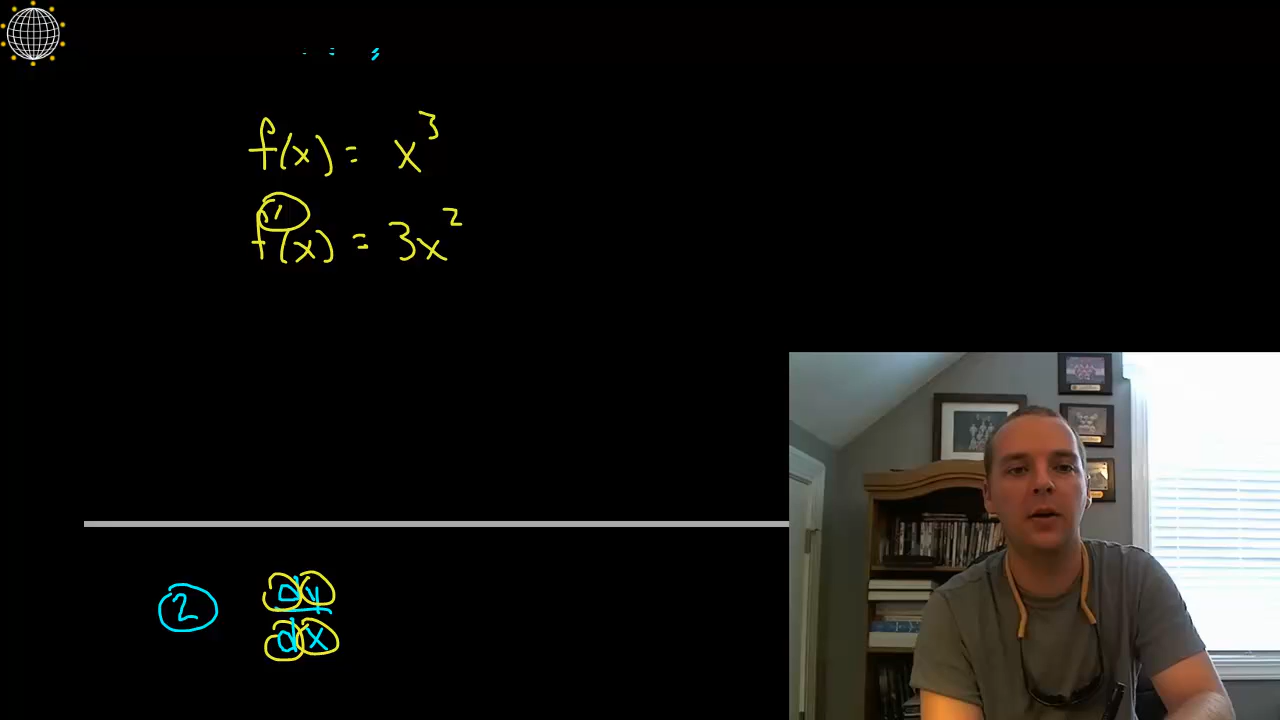 f(x) = x³
f'(x) = 3x²
2 dy/dx